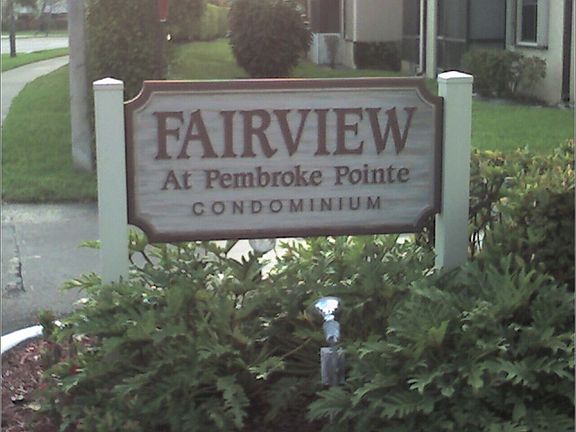 FAIRVIEW
At Pembroke Pointe
CONDOMINIUM